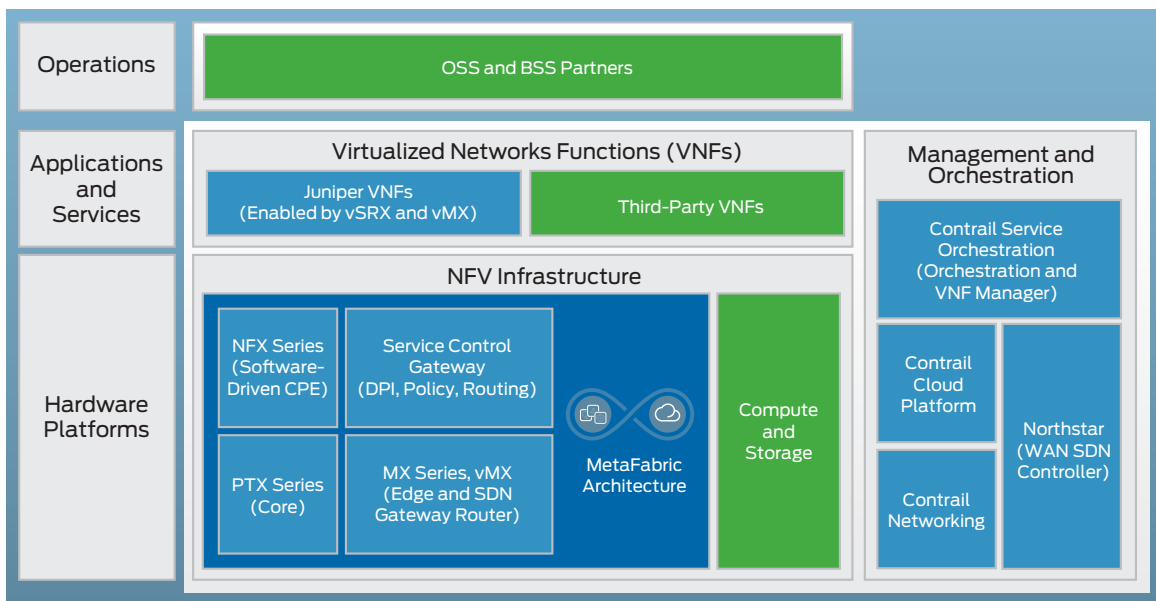 Operations
OSS and BSS Partners
Applications
and
Services
Virtualized Networks Functions (VNFs)
Juniper VNFs
(Enabled by vSRX and vMX)
Third-Party VNFs
Management and
Orchestration
Contrail Service
Orchestration
(Orchestration and
VNF Manager)
Contrail
Cloud
Platform
Northstar
(WAN SDN
Controller)
Contrail
Networking
Hardware
Platforms
NFV Infrastructure
NFX Series
(Software-
Driven CPE)
Service Control
Gateway
(DPI, Policy, Routing)
PTX Series
(Core)
MX Series, vMX
(Edge and SDN
Gateway Router)
MetaFabric
Architecture
Compute
and
Storage